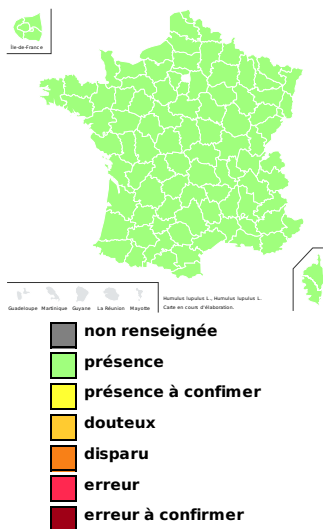 Île-de-France
Humulus lupulus L., Humulus lupulus L.
Carte en cours d'élaboration.
Guadeloupe Martinique Guyane La Réunion Mayotte
non renseignée
présence
présence à confimer
douteux
disparu
erreur
erreur à confirmer